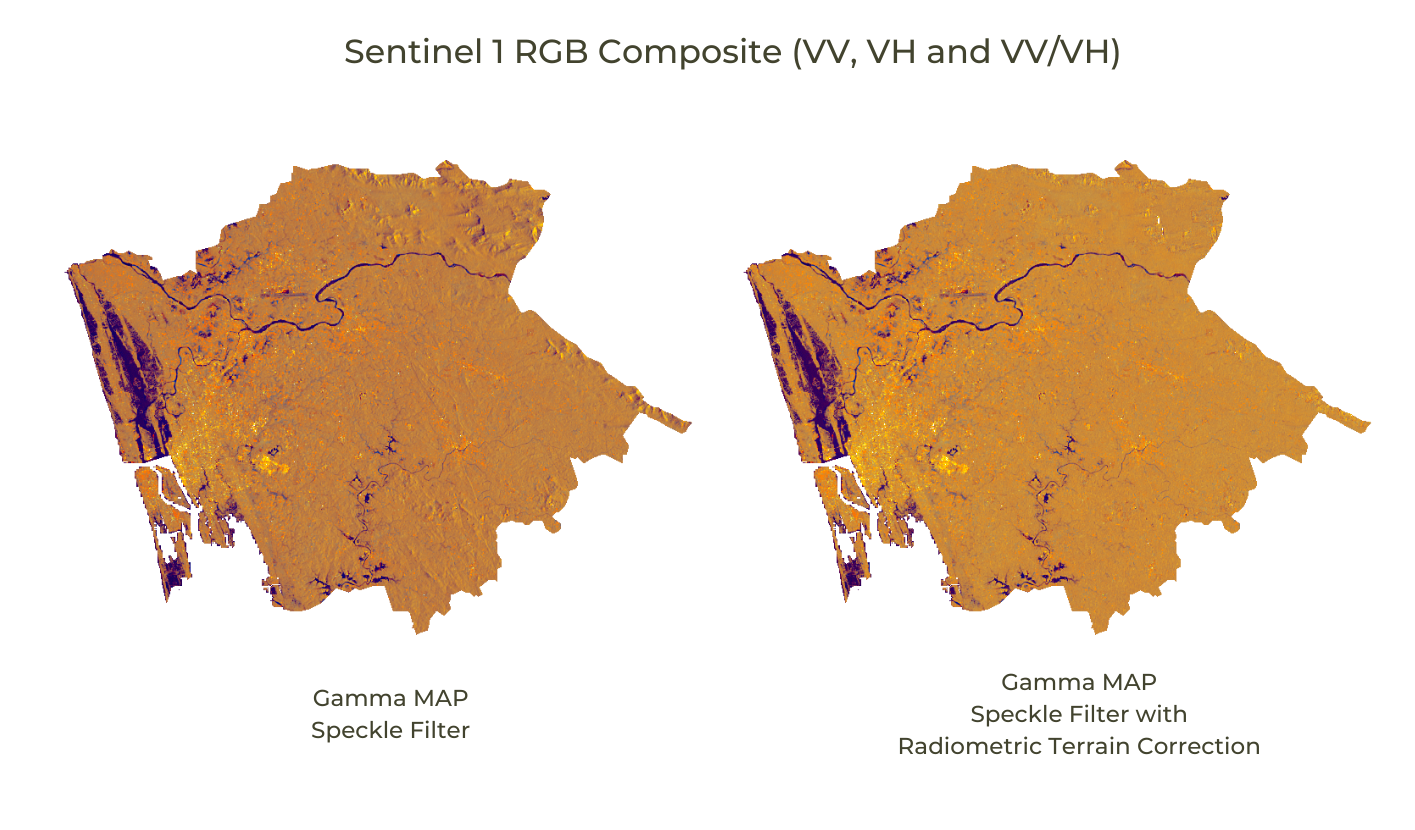 Sentinel 1 RGB Composite (VV, VH and VV/VH)
Gamma MAP
Speckle Filter
Gamma MAP
Speckle Filter with
Radiometric Terrain Correction